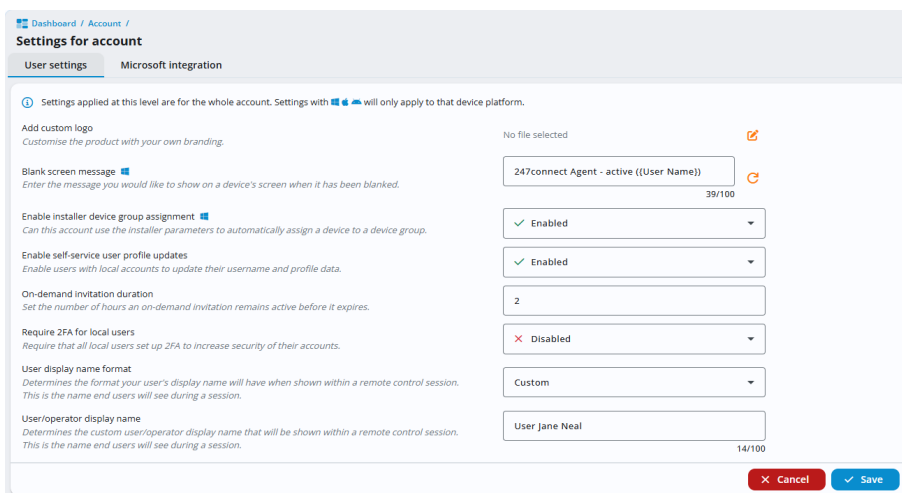 Dashboard / Account /
Settings for account
User settings
Microsoft integration
Settings applied at this level are for the whole account. Settings with will only apply to that device platform.
Add custom logo
Customise the product with your own branding.
No file selected
Blank screen message
Enter the message you would like to show on a device's screen when it has been blanked.
247connect Agent - active ({User Name})
39/100
Enable installer device group assignment
Can this account use the installer parameters to automatically assign a device to a device group.
Enabled
Enable self-service user profile updates
Enable users with local accounts to update their username and profile data.
Enabled
On-demand invitation duration
Set the number of hours an on-demand invitation remains active before it expires.
2
Require 2FA for local users
Require that all local users set up 2FA to increase security of their accounts.
Disabled
User display name format
Determines the format your user's display name will have when shown within a remote control session.
This is the name end users will see during a session.
Custom
User/operator display name
Determines the custom user/operator display name that will be shown within a remote control session.
This is the name end users will see during a session.
User Jane Neal
14/100
Cancel
Save